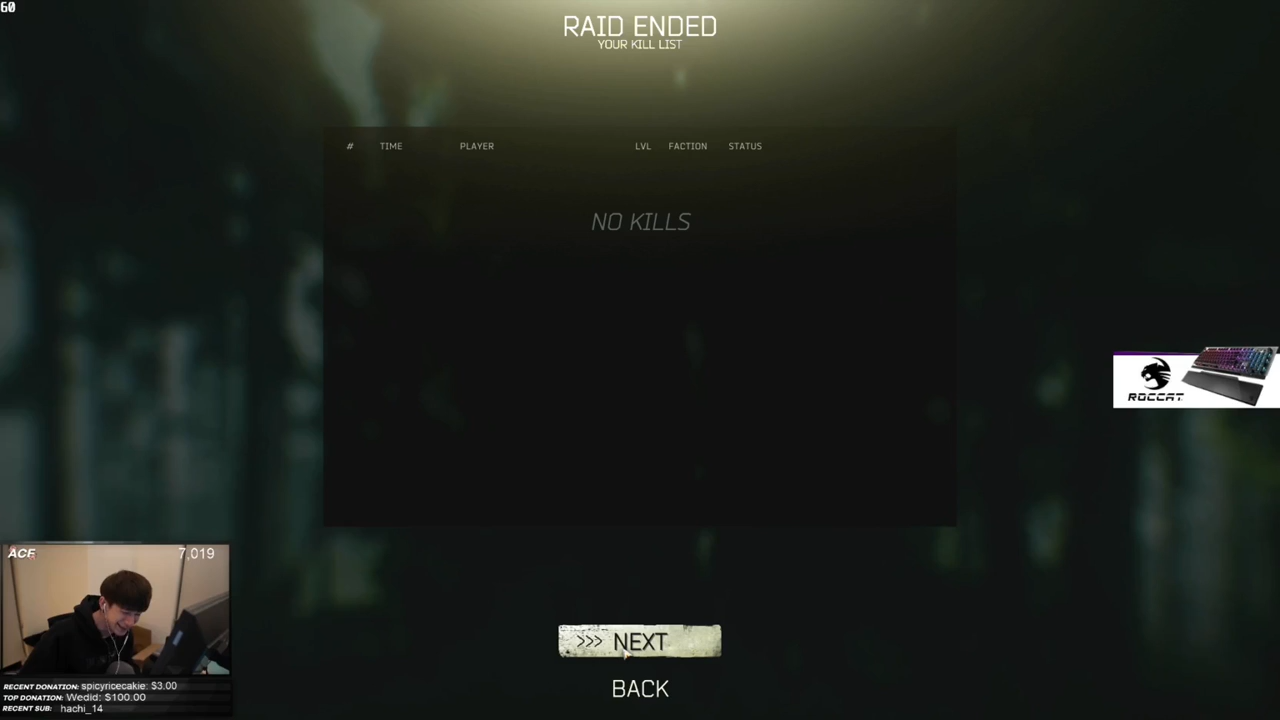 60
RAID ENDED
YOUR KILL LIST
# TIME PLAYER LVL FACTION STATUS
NO KILLS
ROCCAT
ACE 7,019
>>> NEXT
RECENT DONATION: spicyricecakie: $3.00
BACK
TOP DONATION: Wedid: $100.00
RECENT SUB: hachi_14